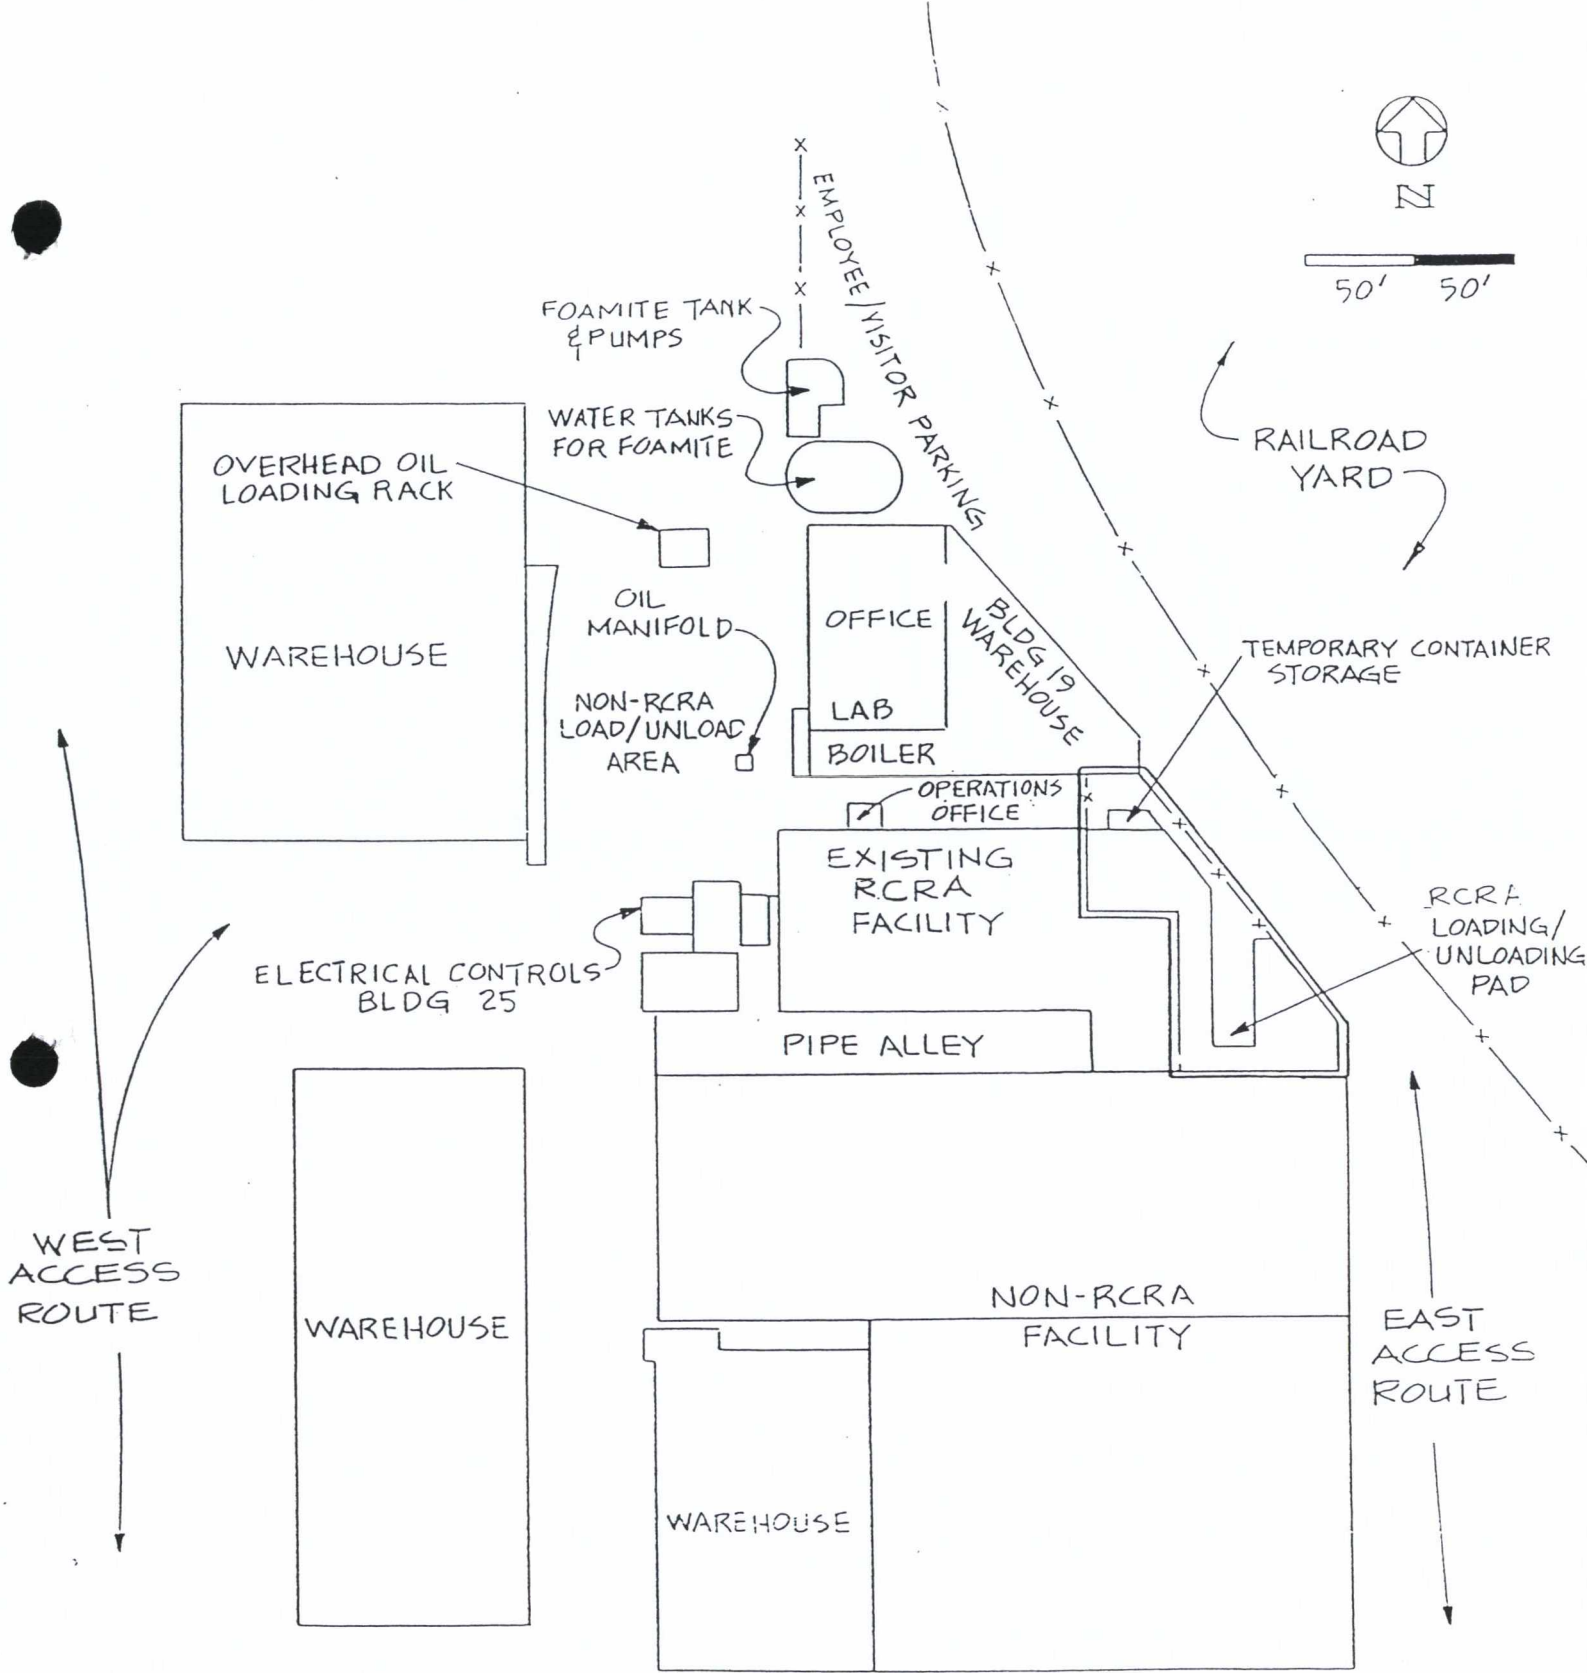 N
50' 50'
EMPLOYEE/VISITOR PARKING
FOAMITE TANK
& PUMPS
WATER TANKS
FOR FOAMITE
RAILROAD
YARD
OVERHEAD OIL
LOADING RACK
WAREHOUSE
OIL
MANIFOLD
OFFICE
BLDG 19
WAREHOUSE
TEMPORARY CONTAINER
STORAGE
NON-RCRA
LOAD/UNLOAD
AREA
LAB
BOILER
OPERATIONS
OFFICE
EXISTING
RCRA
FACILITY
RCRA
LOADING/
UNLOADING
PAD
ELECTRICAL CONTROLS
BLDG 25
PIPE ALLEY
WEST
ACCESS
ROUTE
WAREHOUSE
NON-RCRA
FACILITY
EAST
ACCESS
ROUTE
WAREHOUSE